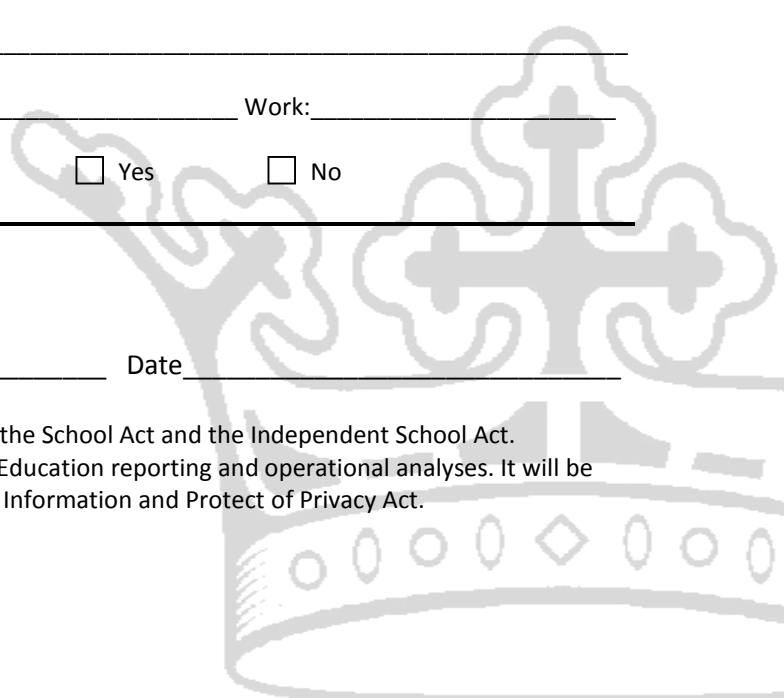 Work:
Yes No
Date
the School Act and the Independent School Act.
Education reporting and operational analyses. It will be
Information and Protect of Privacy Act.